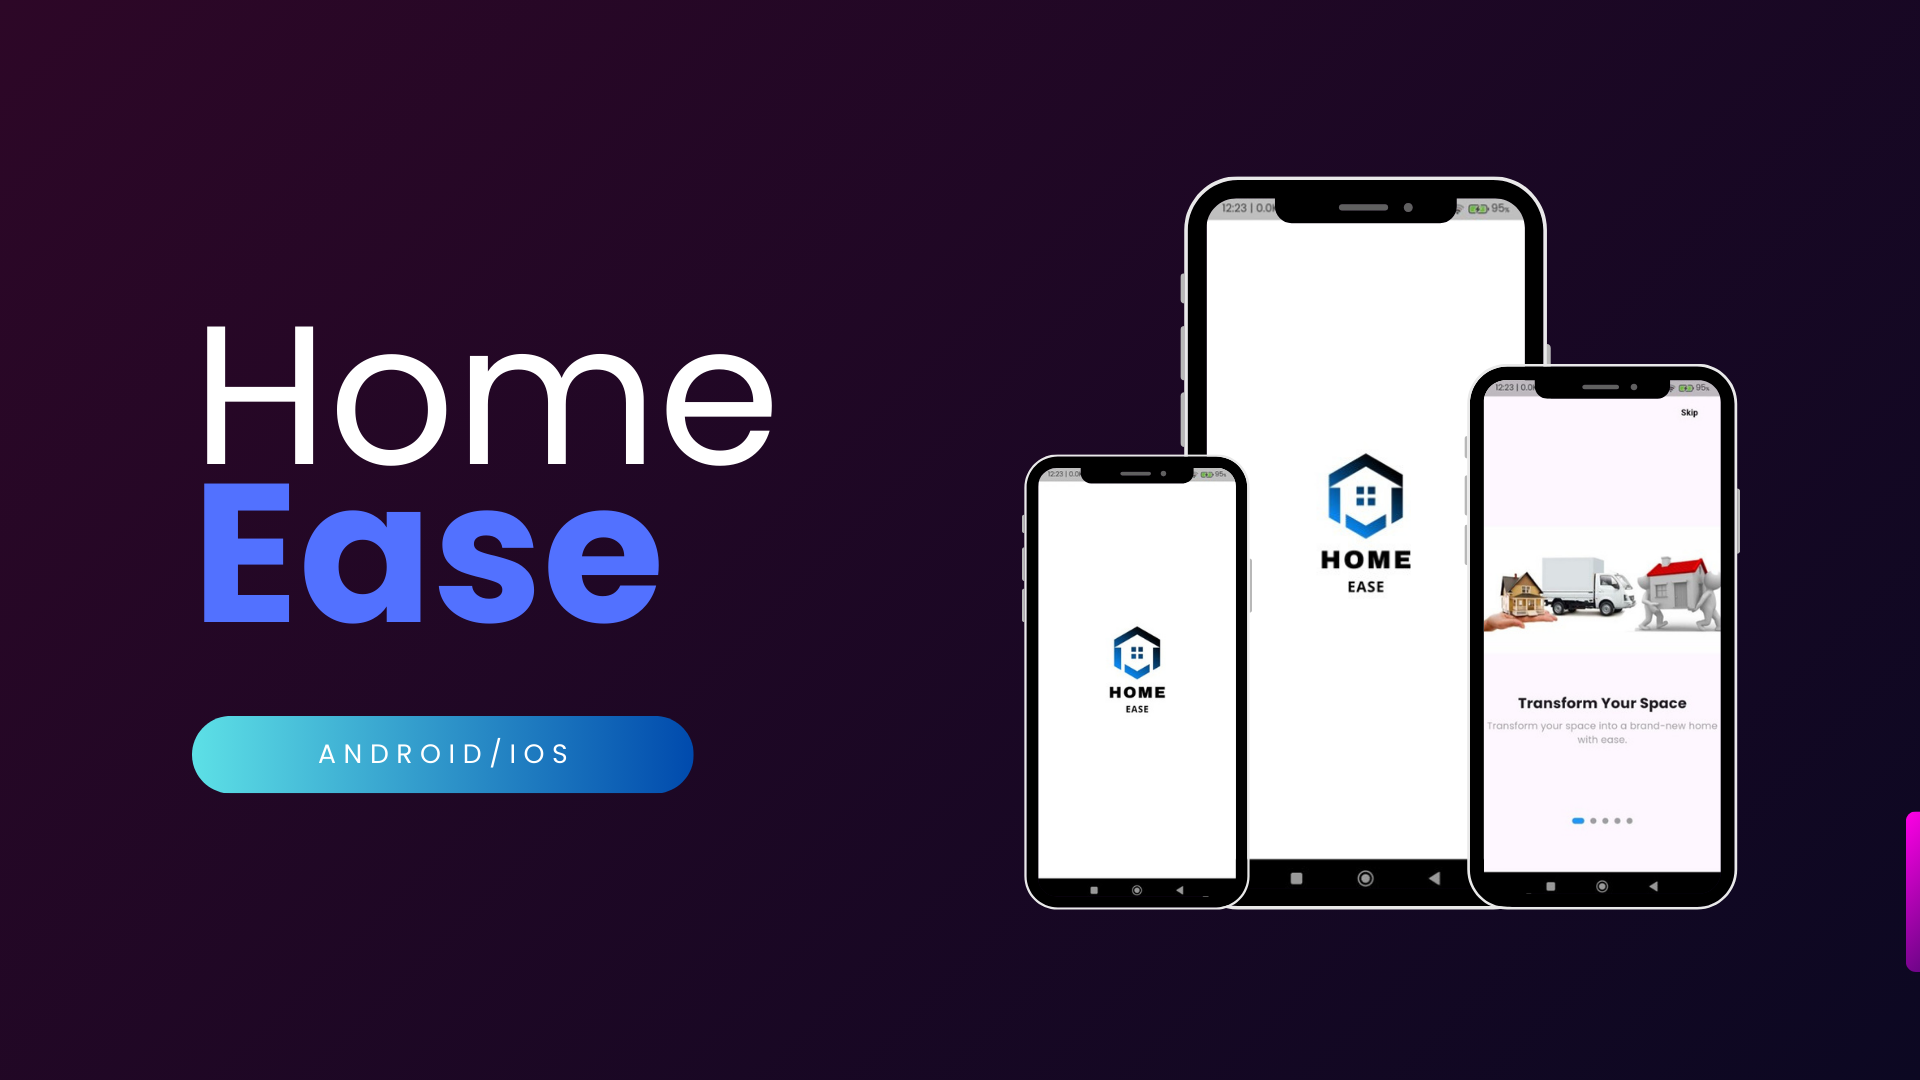 Home
Ease
ANDROID/IOS
12:23 | 0.0
95%
HOME
EASE
12:23 | 0.0
95%
HOME
EASE
12:23 | 0.0
95%
Skip
Transform Your Space
Transform your space into a brand-new home
with ease.